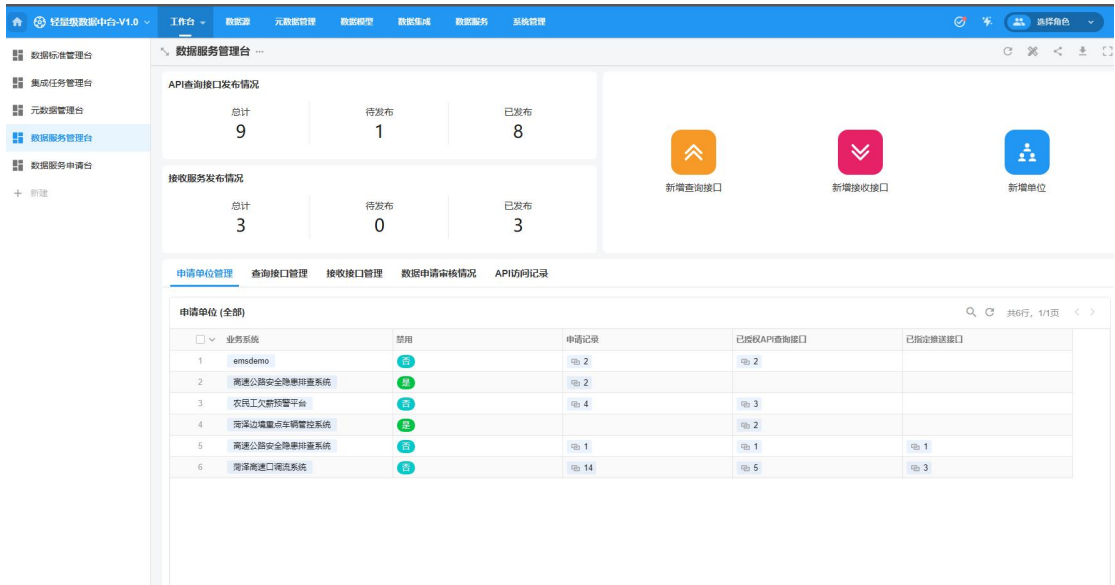 轻量级数据中台-V1.0 工作台 数据源 元数据管理 数据模型 数据集成 数据服务 系统管理 选择角色
数据标准管理台
集成任务管理台
元数据管理台
数据服务管理台
数据服务申请台
+ 新建
数据服务管理台 ...
API查询接口发布情况
总计 待发布 已发布
9 1 8
接收服务发布情况
总计 待发布 已发布
3 0 3
新增查询接口 新增接收接口 新增单位
申请单位管理 查询接口管理 接收接口管理 数据申请审核情况 API访问记录
申请单位 (全部) 共6行, 1/1页
业务系统 禁用 申请记录 已授权API查询接口 已指定推送接口
1 emsdemo 否 2 2
2 高速公路安全隐患排查系统 是 2
3 农民工欠薪预警平台 否 4 3
4 菏泽边境重点车辆管控系统 是 2
5 高速公路安全隐患排查系统 否 1 1 1
6 菏泽高速口调流系统 否 14 5 3